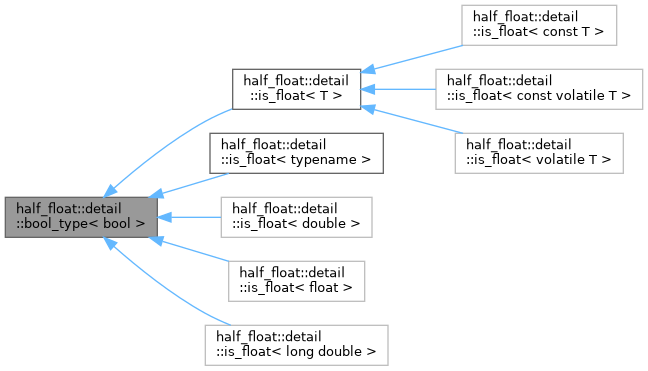 half_float::detail
::is_float< const T >
half_float::detail
::is_float< T >
half_float::detail
::is_float< const volatile T >
half_float::detail
::is_float< volatile T >
half_float::detail
::is_float< typename >
half_float::detail
::bool_type< bool >
half_float::detail
::is_float< double >
half_float::detail
::is_float< float >
half_float::detail
::is_float< long double >